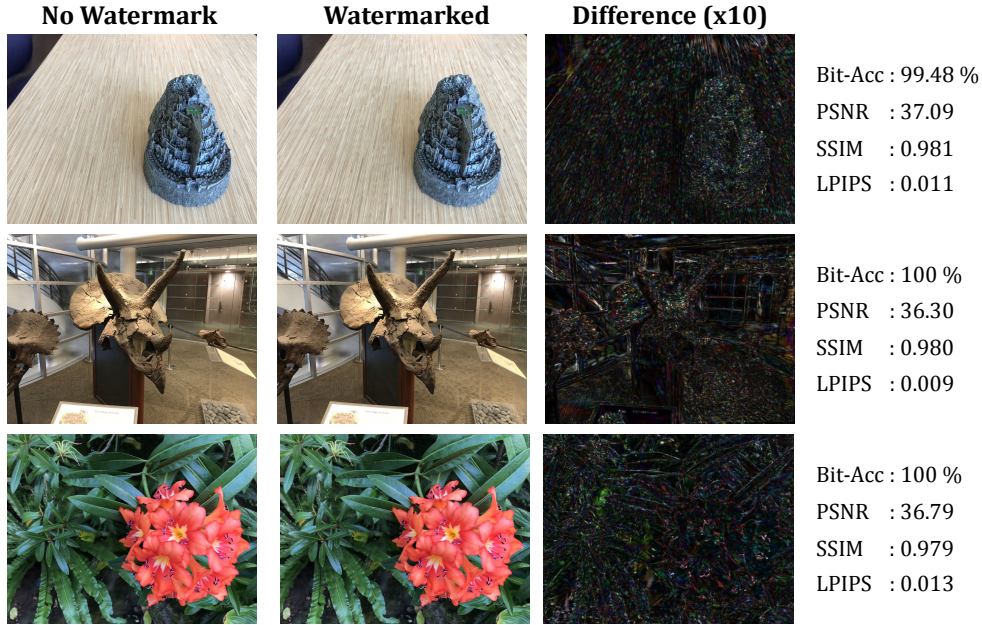 No Watermark
Watermarked
Difference (x10)
Bit-Acc : 99.48 %
PSNR : 37.09
SSIM : 0.981
LPIPS : 0.011
Bit-Acc : 100 %
PSNR : 36.30
SSIM : 0.980
LPIPS : 0.009
Bit-Acc : 100 %
PSNR : 36.79
SSIM : 0.979
LPIPS : 0.013